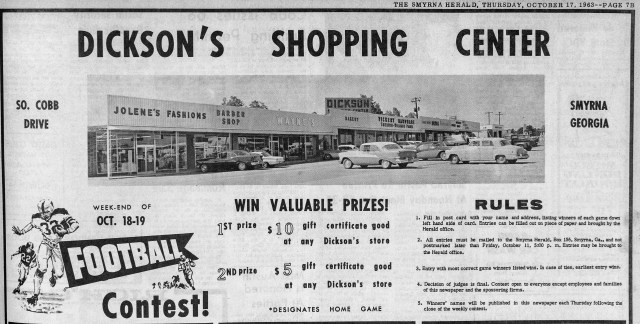 THE SMYRNA HERALD, THURSDAY, OCTOBER 17, 1963—PAGE 7B
DICKSON'S SHOPPING CENTER
SO. COBB
DRIVE
JOLENE'S FASHIONS BARBER
SHOP
DICKSON
BAKERY
SMYRNA
GEORGIA
WEEK-END OF
OCT. 18-19
FOOTBALL
Contest!
WIN VALUABLE PRIZES!
1ST prize $10 gift certificate good
at any Dickson's store
2ND prize $5 gift certificate good
at any Dickson's store
*DESIGNATES HOME GAME
RULES
1. Fill in post card with your name and address, listing winners of each game down
left hand side of card. Entries can be filled out on piece of paper and brought by the
Herald office.
2. All entries must be mailed to the Smyrna Herald, Box 156, Smyrna, Ga., and not
postmarked later than Friday, October 11, 5:00 p. m. Entries may be brought to
the Herald office.
3. Entry with most correct game winners listed wins. In case of ties, earliest entry wins.
4. Decision of judges is final. Contest open to everyone except employees and families
of this newspaper and the sponsoring firms.
5. Winners' names will be published in this newspaper each Thursday following the
close of the weekly contest.